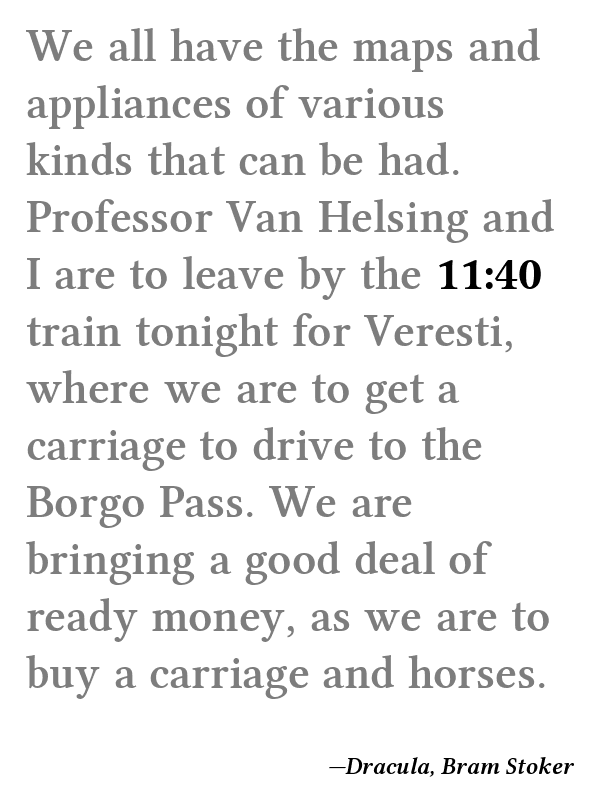 We all have the maps and
appliances of various
kinds that can be had.
Professor Van Helsing and
I are to leave by the 11:40
train tonight for Veresti,
where we are to get a
carriage to drive to the
Borgo Pass. We are
bringing a good deal of
ready money, as we are to
buy a carriage and horses.
—Dracula, Bram Stoker